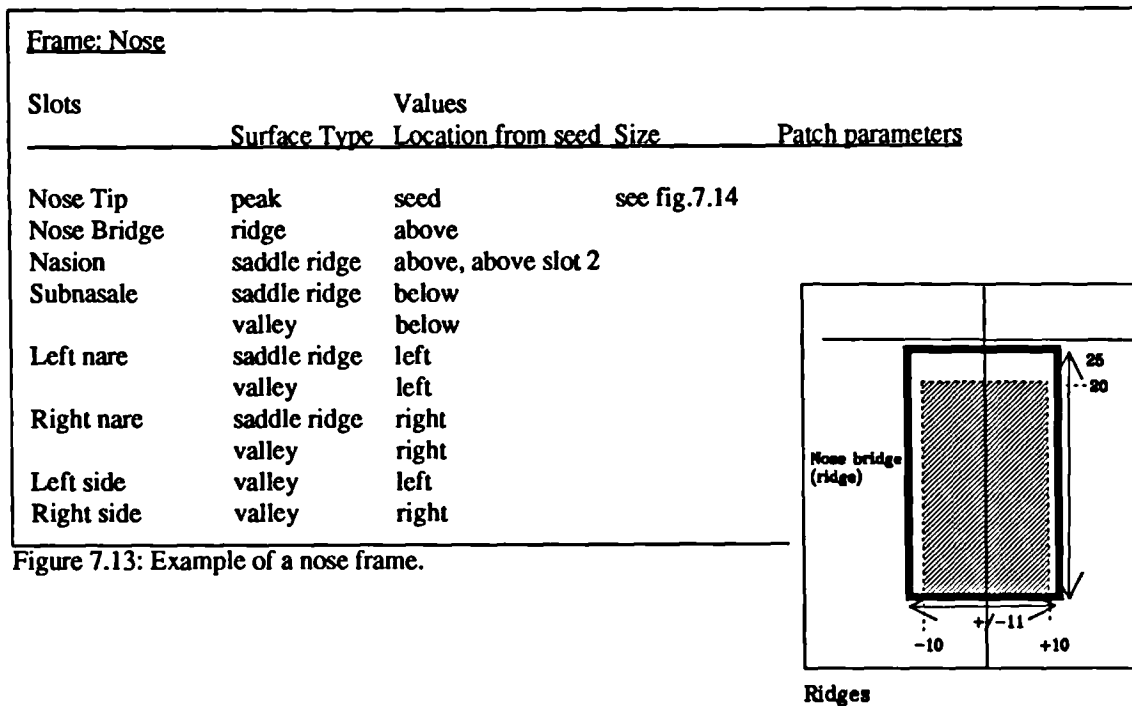 Frame: Nose
Slots Values
Surface Type Location from seed Size Patch parameters
Nose Tip peak seed see fig.7.14
Nose Bridge ridge above
Nasion saddle ridge above, above slot 2
Subnasale saddle ridge below
valley below
Left nare saddle ridge left
valley left
Right nare saddle ridge right
valley right
Left side valley left
Right side valley right
Figure 7.13: Example of a nose frame.
25
20
Nose bridge
(ridge)
+/-11
-10 +10
Ridges